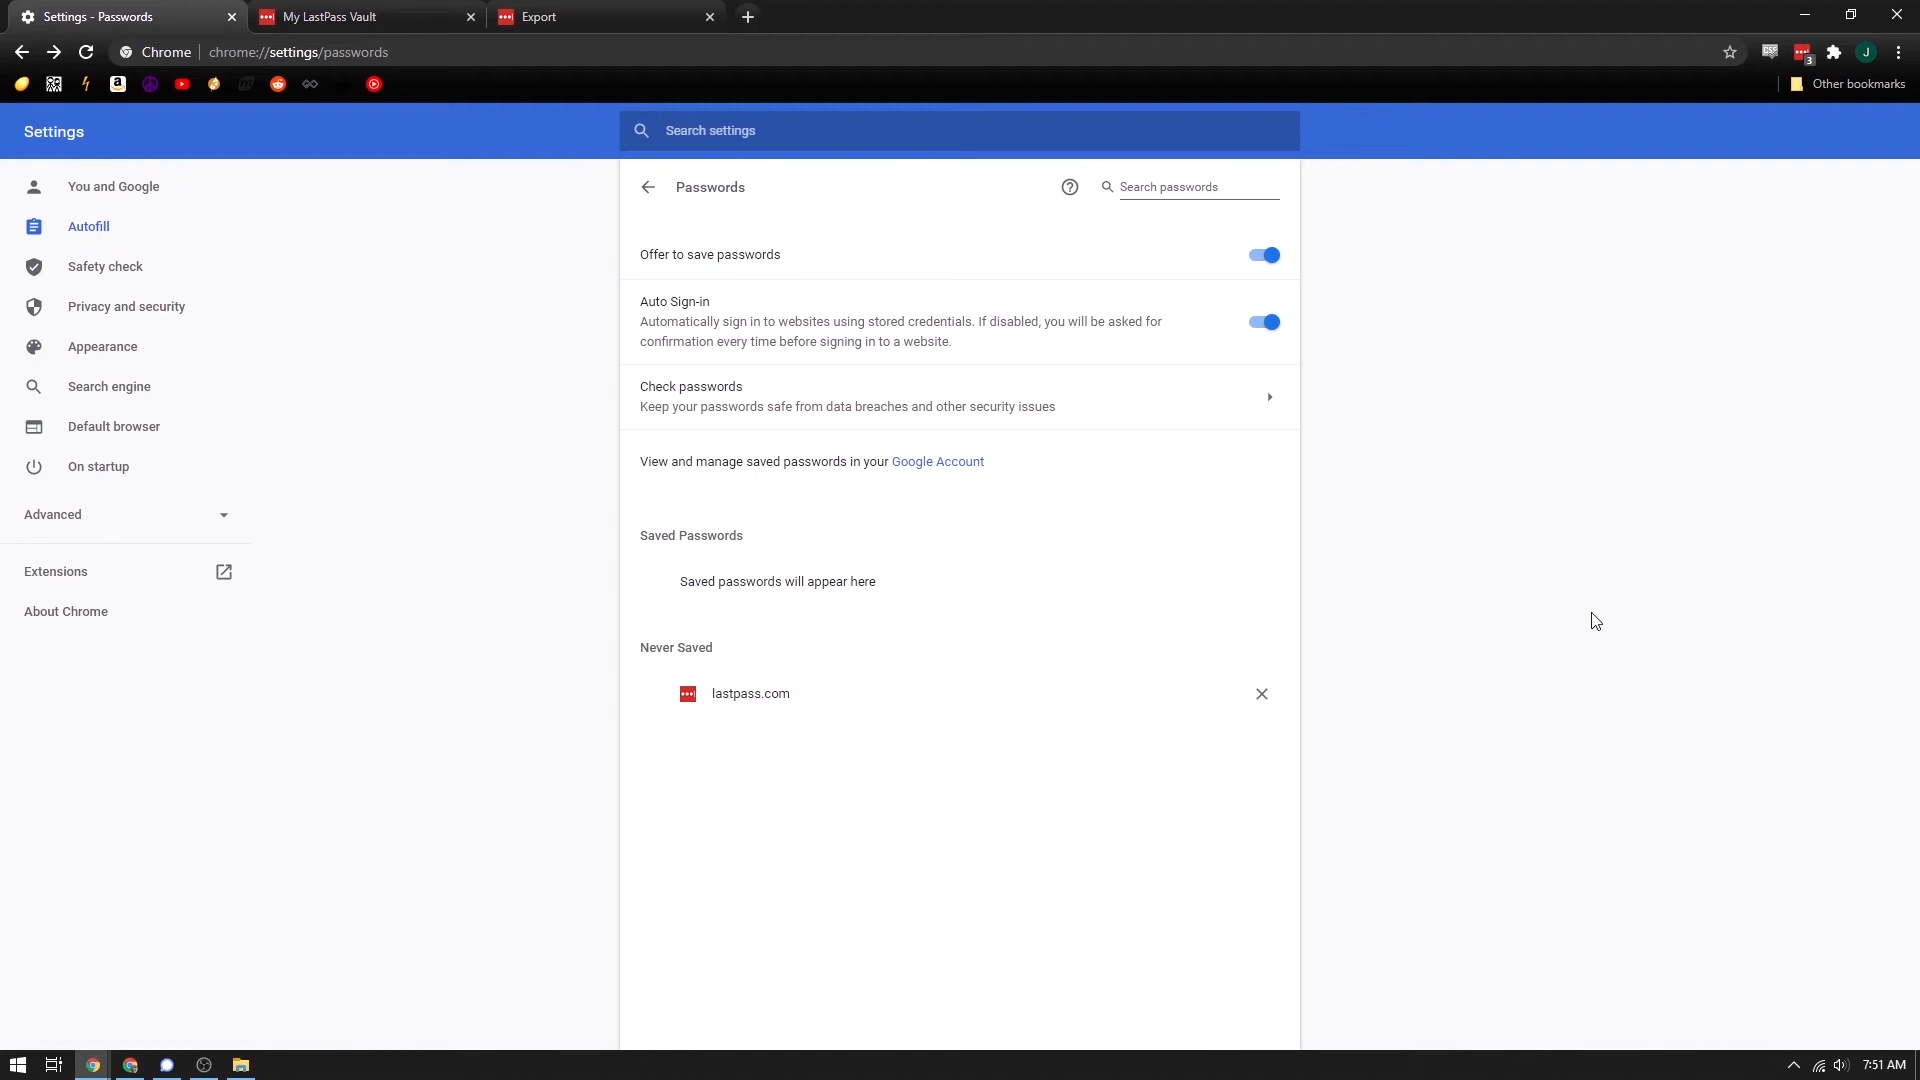 Settings - Passwords
My LastPass Vault
Export
Chrome
chrome://settings/passwords
CSS
3
J
Other bookmarks
Settings
Search settings
You and Google
Autofill
Safety check
Privacy and security
Appearance
Search engine
Default browser
On startup
Advanced
Extensions
About Chrome
Passwords
Search passwords
Offer to save passwords
Auto Sign-in
Automatically sign in to websites using stored credentials. If disabled, you will be asked for
confirmation every time before signing in to a website.
Check passwords
Keep your passwords safe from data breaches and other security issues
View and manage saved passwords in your Google Account
Saved Passwords
Saved passwords will appear here
Never Saved
lastpass.com
7:51 AM